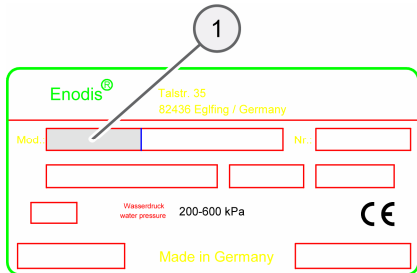 1
Enodis®
Talstr. 35
82436 Eglfing / Germany
Mod.:
Nr.:
Wasserdruck
water pressure
200-600 kPa
CE
Made in Germany